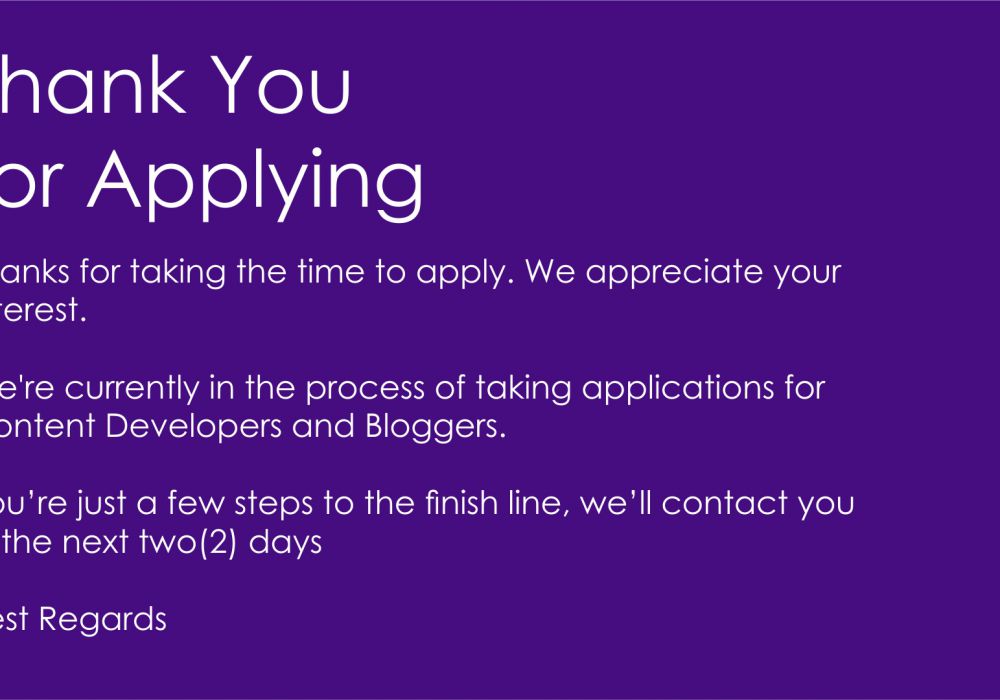 hank You
or Applying
anks for taking the time to apply. We appreciate your
terest.
e're currently in the process of taking applications for
ontent Developers and Bloggers.
ou’re just a few steps to the finish line, we’ll contact you
the next two(2) days
est Regards